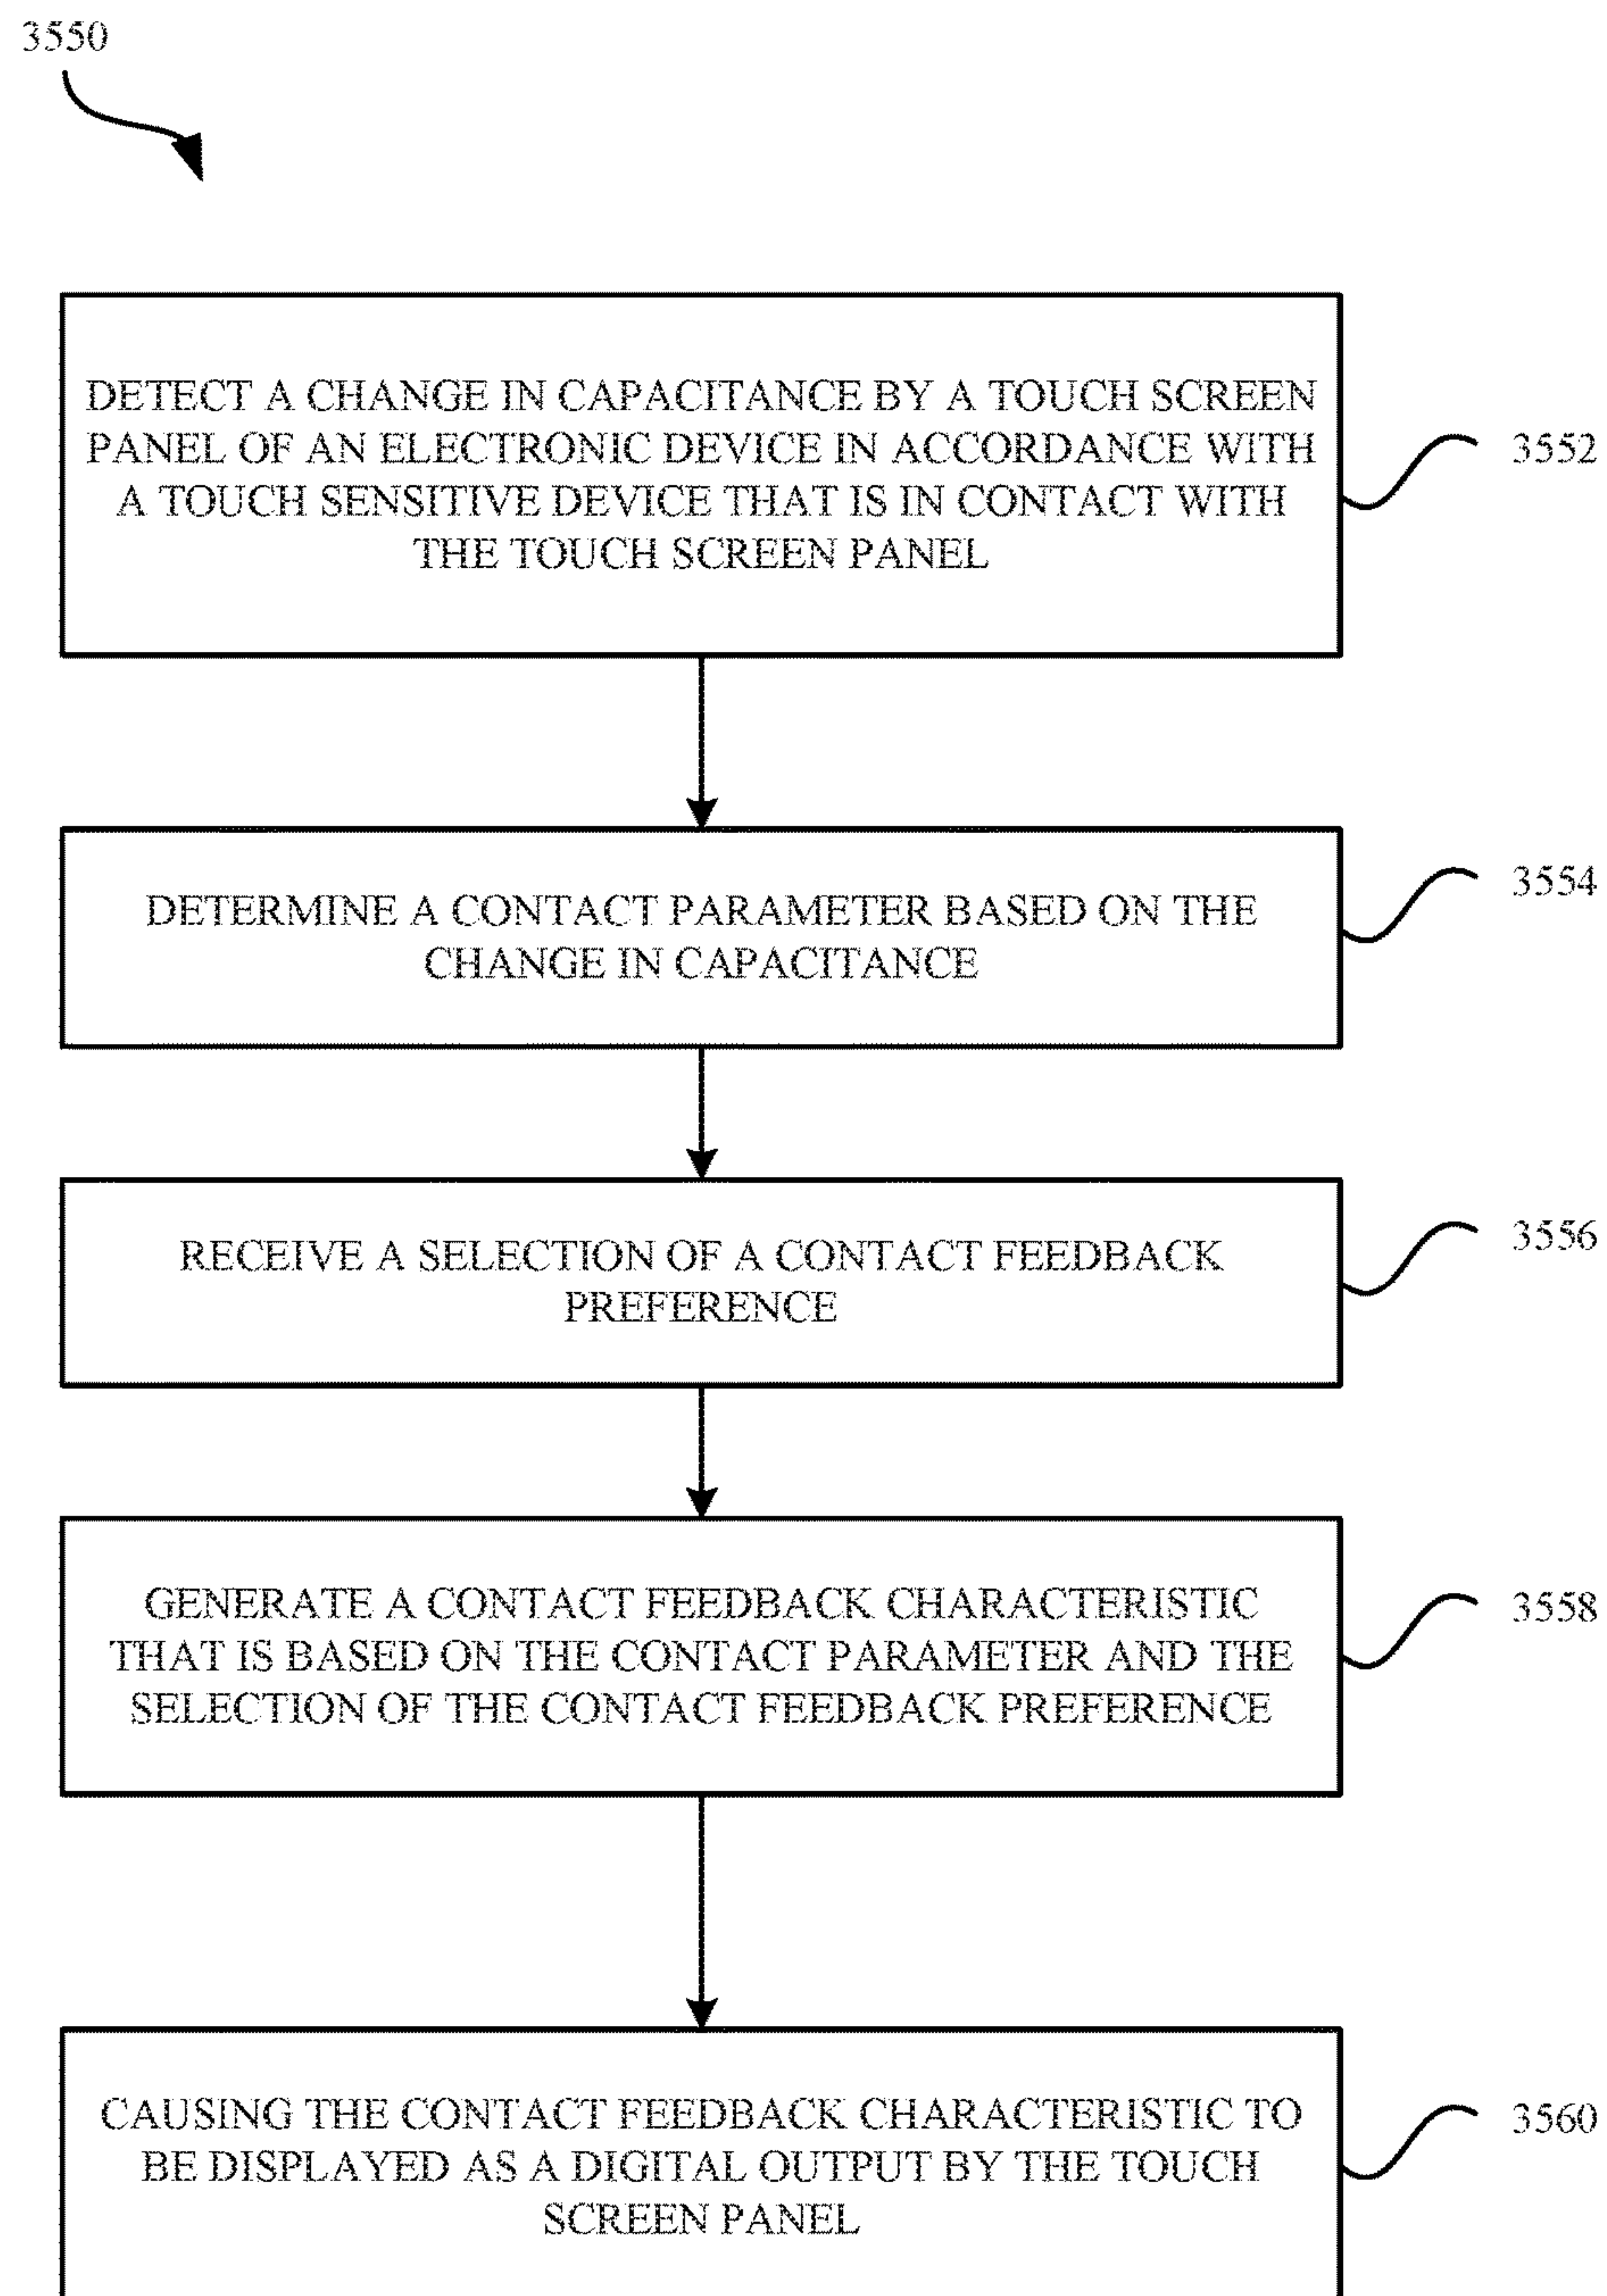 3550
DETECT A CHANGE IN CAPACITANCE BY A TOUCH SCREEN
PANEL OF AN ELECTRONIC DEVICE IN ACCORDANCE WITH
A TOUCH SENSITIVE DEVICE THAT IS IN CONTACT WITH
THE TOUCH SCREEN PANEL
3552
DETERMINE A CONTACT PARAMETER BASED ON THE
CHANGE IN CAPACITANCE
3554
RECEIVE A SELECTION OF A CONTACT FEEDBACK
PREFERENCE
3556
GENERATE A CONTACT FEEDBACK CHARACTERISTIC
THAT IS BASED ON THE CONTACT PARAMETER AND THE
SELECTION OF THE CONTACT FEEDBACK PREFERENCE
3558
CAUSING THE CONTACT FEEDBACK CHARACTERISTIC TO
BE DISPLAYED AS A DIGITAL OUTPUT BY THE TOUCH
SCREEN PANEL
3560